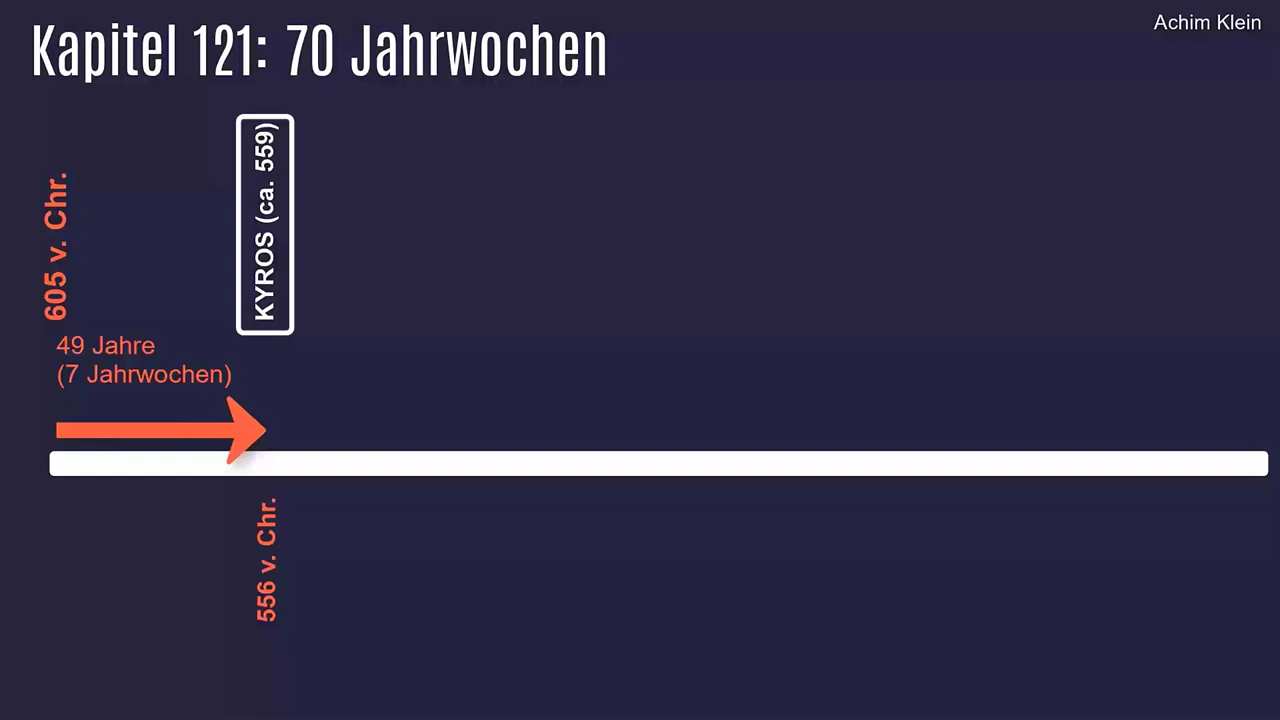 Kapitel 121: 70 Jahrwochen
Achim Klein
KYROS (ca. 559)
605 v. Chr.
49 Jahre
(7 Jahrwochen)
556 v. Chr.